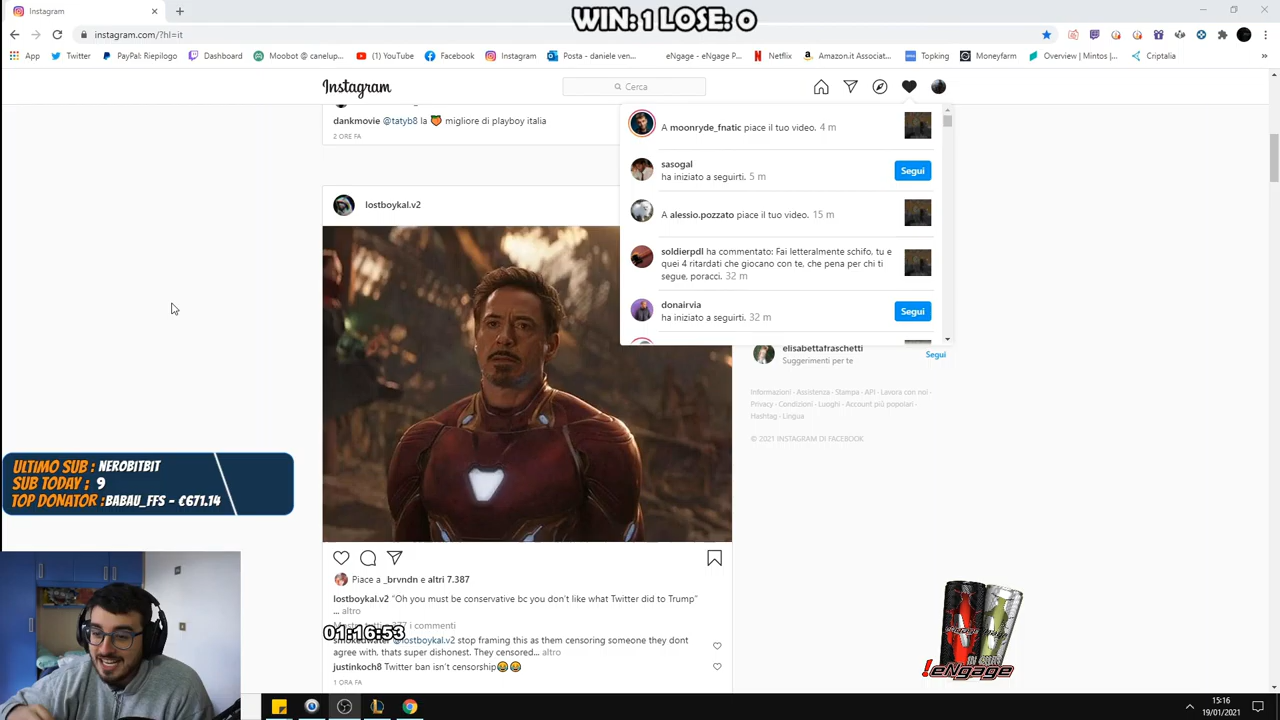 WIN: 1 LOSE: 0
Instagram
instagram.com/?hl=it
App
Twitter
PayPal: Riepilogo
Dashboard
Moobot @ canelup...
(1) YouTube
Facebook
Instagram
Posta - daniele ven...
eNgage - eNgage P...
Netflix
Amazon.it Associat...
Topking
Moneyfarm
Overview | Mintos |...
Criptalia
Instagram
Cerca
dankmovie @tatyb8 la 🍑 migliore di playboy italia
2 ORE FA
A moonryde_fnatic piace il tuo video. 4 m
sasogal
ha iniziato a seguirti. 5 m
Segui
A alessio.pozzato piace il tuo video. 15 m
soldierpdl ha commentato: Fai letteralmente schifo, tu e
quei 4 ritardati che giocano con te, che pena per chi ti
segue, poracci. 32 m
donairvia
ha iniziato a seguirti. 32 m
Segui
lostboykal.v2
elisabettafraschetti
Suggerimenti per te
Segui
Informazioni · Assistenza · Stampa · API · Lavora con noi ·
Privacy · Condizioni · Luoghi · Account più popolari ·
Hashtag · Lingua
© 2021 INSTAGRAM DI FACEBOOK
ULTIMO SUB : NEROBITBIT
SUB TODAY : 9
TOP DONATOR : BABAU_FFS - €671.14
Piace a _brvndn e altri 7.387
lostboykal.v2 "Oh you must be conservative bc you don't like what Twitter did to Trump"
... altro
i commenti
01:16:53
smokedwater @lostboykal.v2 stop framing this as them censoring someone they dont
agree with, thats super dishonest. They censored... altro
justinkoch8 Twitter ban isn't censorship😂😂
1 ORA FA
!eNgage
15:16
19/01/2021